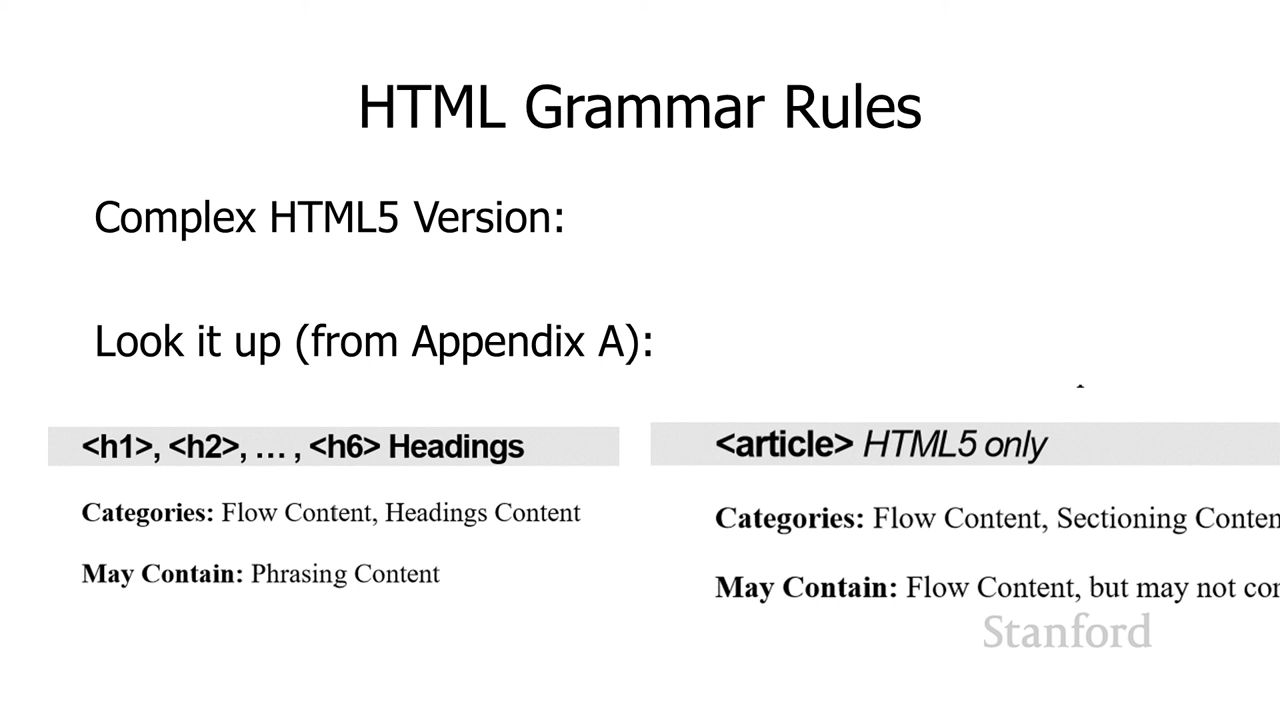 HTML Grammar Rules
Complex HTML5 Version:
Look it up (from Appendix A):
<h1>, <h2>, … , <h6> Headings
Categories: Flow Content, Headings Content
May Contain: Phrasing Content
<article> HTML5 only
Categories: Flow Content, Sectioning
May Contain: Flow Content, but may not
Stanford